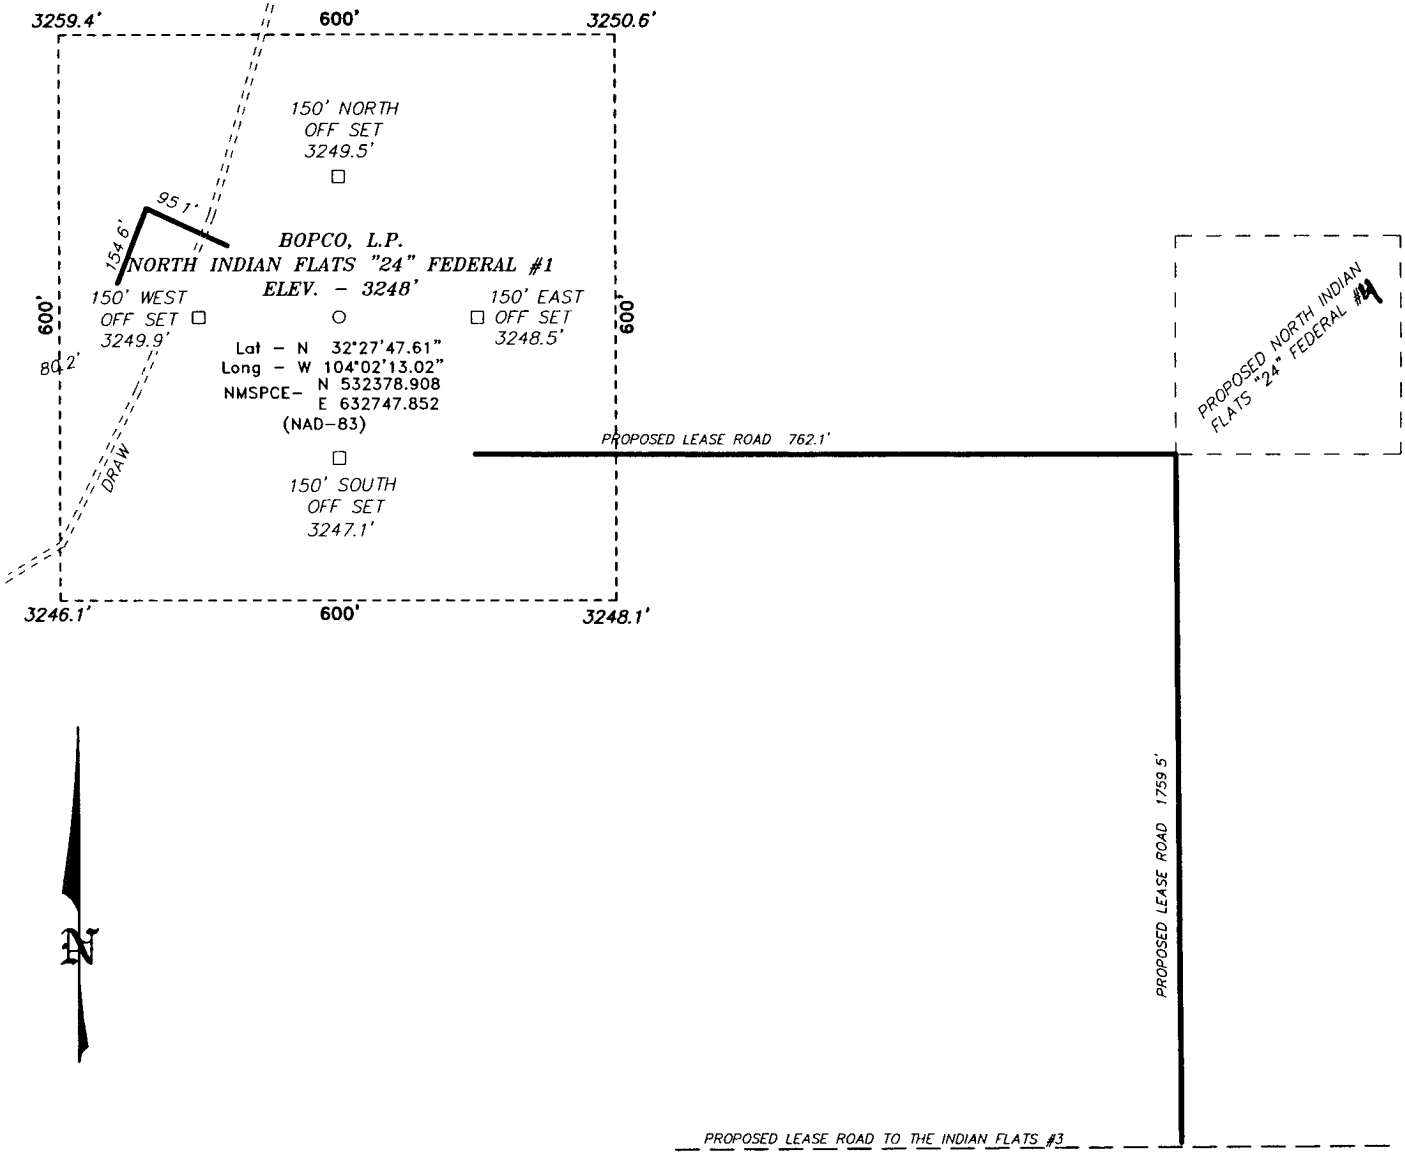 3259.4' 600' 3250.6'
150' NORTH
OFF SET
3249.5'
95 1'
154 6'
BOPCO, L.P.
NORTH INDIAN FLATS "24" FEDERAL #1
ELEV. - 3248'
600'
150' WEST
OFF SET
3249.9'
150' EAST
OFF SET
3248.5'
600'
80.2'
Lat - N 32°27'47.61"
Long - W 104°02'13.02"
NMSPCE- N 532378.908
E 632747.852
(NAD-83)
DRAW
150' SOUTH
OFF SET
3247.1'
3246.1' 600' 3248.1'
PROPOSED LEASE ROAD 762.1'
PROPOSED NORTH INDIAN
FLATS "24" FEDERAL #4
PROPOSED LEASE ROAD 1759 5'
N
PROPOSED LEASE ROAD TO THE INDIAN FLATS #3